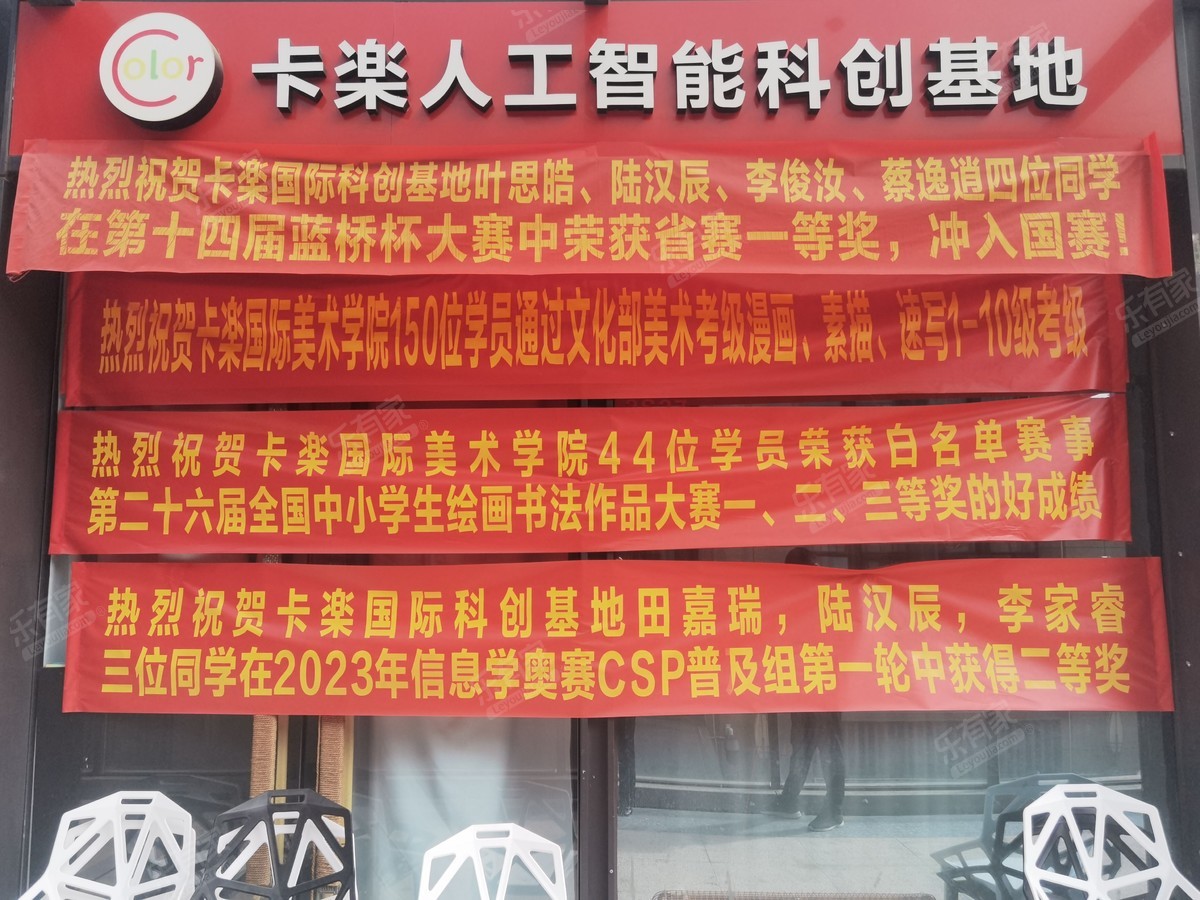 Color
卡楽人工智能科创基地
热烈祝贺卡楽国际科创基地叶思皓、陆汉辰、李俊汝、蔡逸逍四位同学
在第十四届蓝桥杯大赛中荣获省赛一等奖，冲入国赛！
热烈祝贺卡楽国际美术学院150位学员通过文化部美术考级漫画、素描、速写1-10级考级
热烈祝贺卡楽国际美术学院44位学员荣获白名单赛事
第二十六届全国中小学生绘画书法作品大赛一、二、三等奖的好成绩
热烈祝贺卡楽国际科创基地田嘉瑞，陆汉辰，李家睿
三位同学在2023年信息学奥赛CSP普及组第一轮中获得二等奖
乐有家
Leyoujia.com